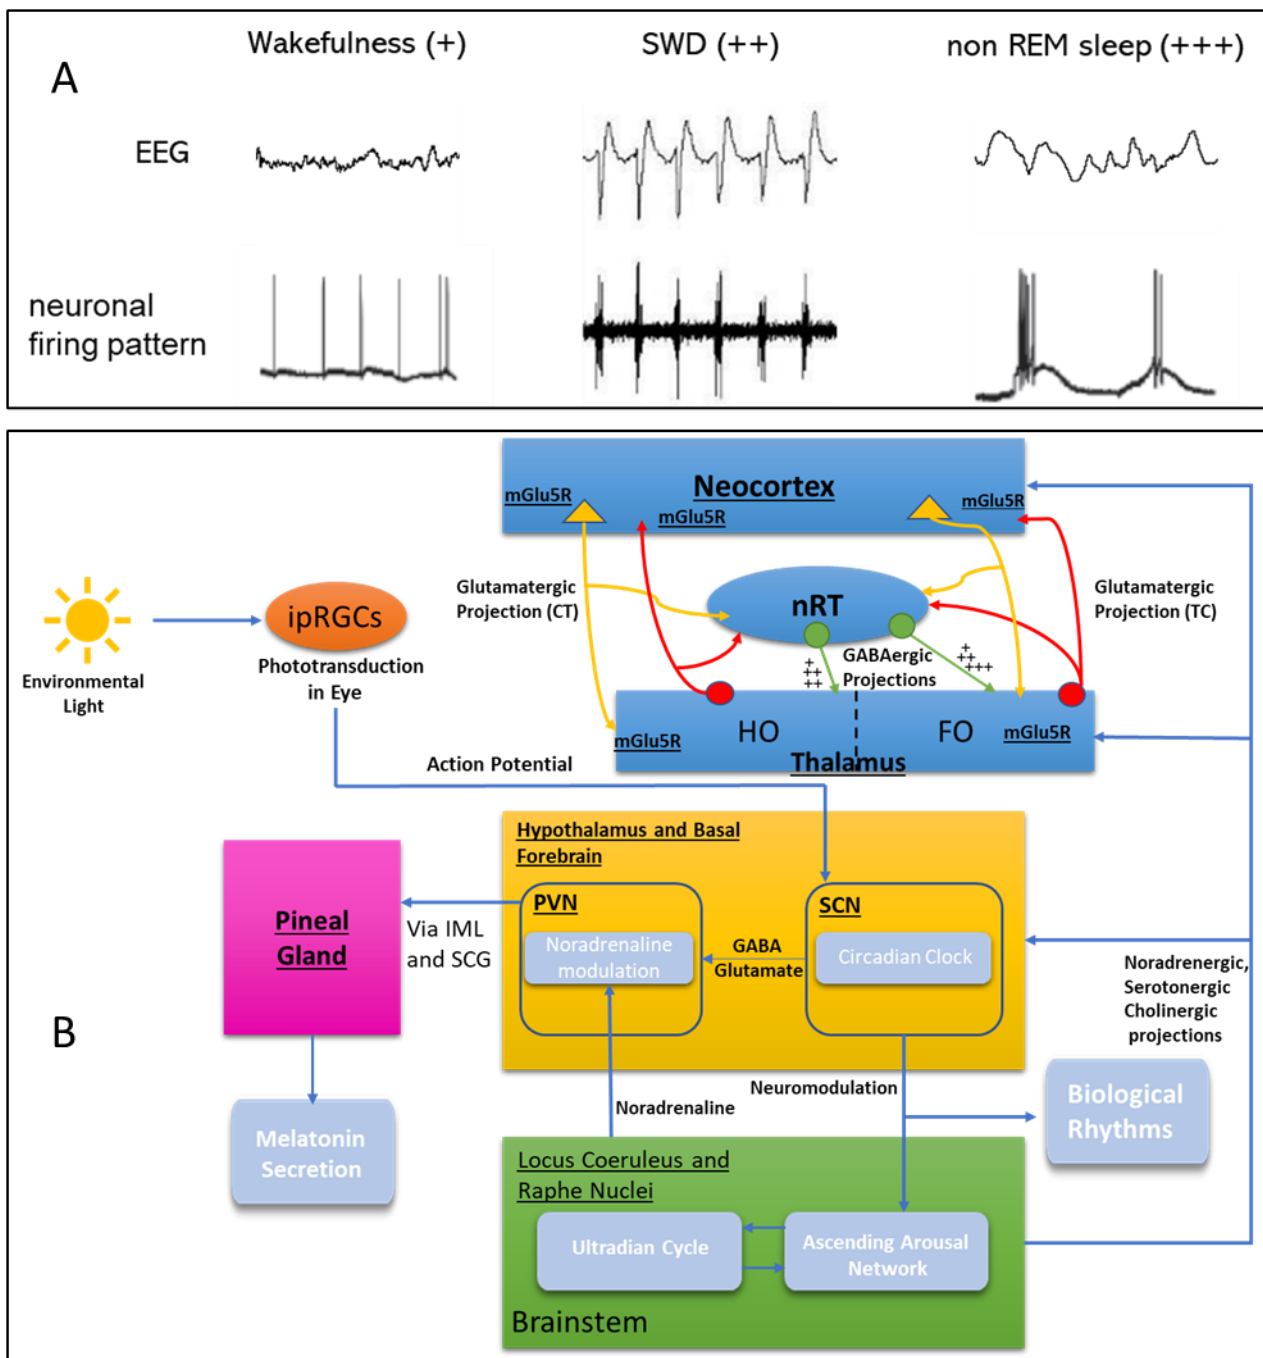 Wakefulness (+)
SWD (++)
non REM sleep (+++)
A
EEG
neuronal
firing pattern
Neocortex
mGlu5R
mGlu5R
mGlu5R
Glutamatergic
Projection (CT)
nRT
Glutamatergic
Projection (TC)
GABAergic
Projections
+
++
++
+
++
+++
ipRGCs
Environmental
Light
Phototransduction
in Eye
HO
FO
mGlu5R
mGlu5R
Thalamus
Action Potential
Hypothalamus and Basal
Forebrain
PVN
Noradrenaline
modulation
GABA
Glutamate
SCN
Circadian Clock
Pineal
Gland
Via IML
and SCG
Noradrenergic,
Serotonergic
Cholinergic
projections
B
Melatonin
Secretion
Noradrenaline
Neuromodulation
Biological
Rhythms
Locus Coeruleus and
Raphe Nuclei
Ultradian Cycle
Ascending Arousal
Network
Brainstem